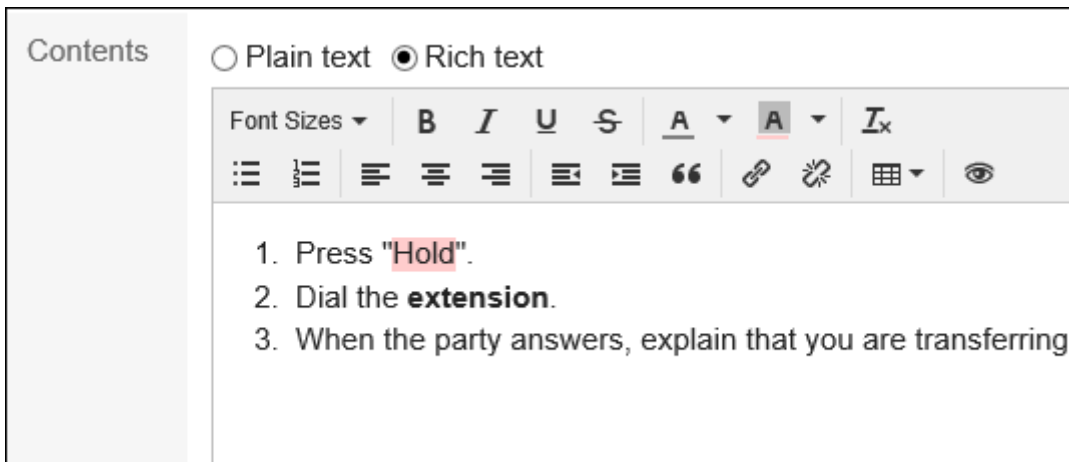 Contents
Plain text Rich text
Font Sizes B I U S A A Tx
1. Press "Hold".
2. Dial the extension.
3. When the party answers, explain that you are transferring